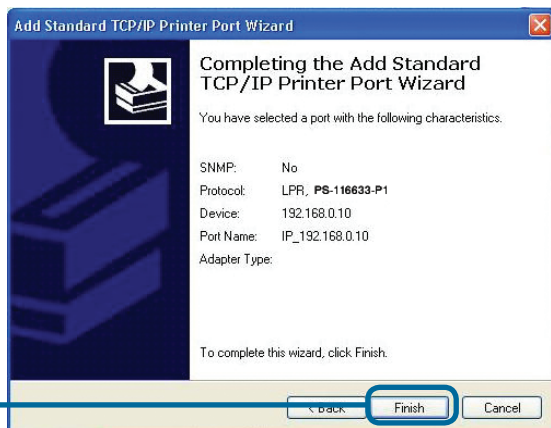 Add Standard TCP/IP Printer Port Wizard
Completing the Add Standard
TCP/IP Printer Port Wizard
You have selected a port with the following characteristics.
SNMP: No
Protocol: LPR, PS-116633-P1
Device: 192.168.0.10
Port Name: IP_192.168.0.10
Adapter Type:
To complete this wizard, click Finish.
< Back Finish Cancel